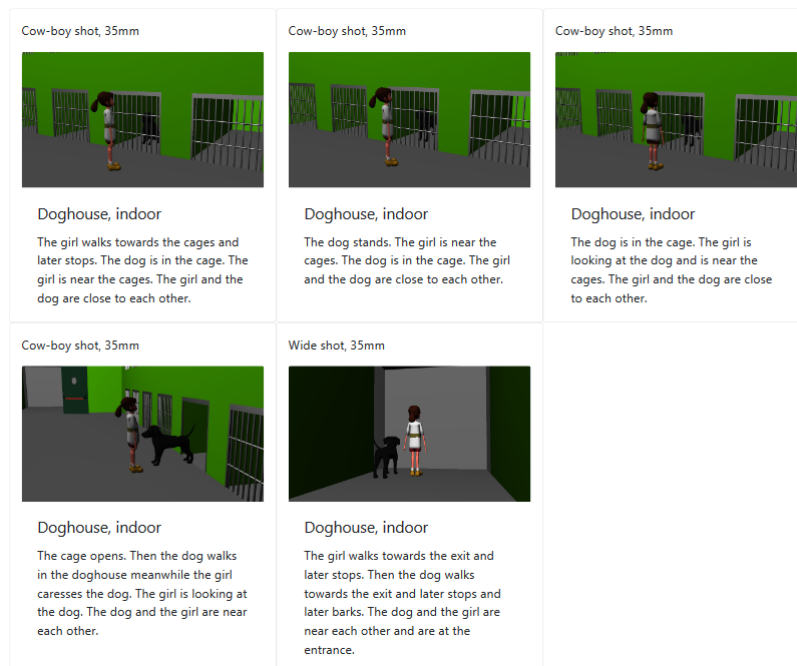 Cow-boy shot, 35mm
Doghouse, indoor
The girl walks towards the cages and
later stops. The dog is in the cage. The
girl is near the cages. The girl and the
dog are close to each other.
Cow-boy shot, 35mm
Doghouse, indoor
The dog stands. The girl is near the
cages. The dog is in the cage. The girl
and the dog are close to each other.
Cow-boy shot, 35mm
Doghouse, indoor
The dog is in the cage. The girl is
looking at the dog and is near the
cages. The girl and the dog are close
to each other.
Cow-boy shot, 35mm
Doghouse, indoor
The cage opens. Then the dog walks
in the doghouse meanwhile the girl
caresses the dog. The girl is looking at
the dog. The dog and the girl are near
each other.
Wide shot, 35mm
Doghouse, indoor
The girl walks towards the exit and
later stops. Then the dog walks
towards the exit and later stops and
later barks. The dog and the girl are
near each other and are at the
entrance.